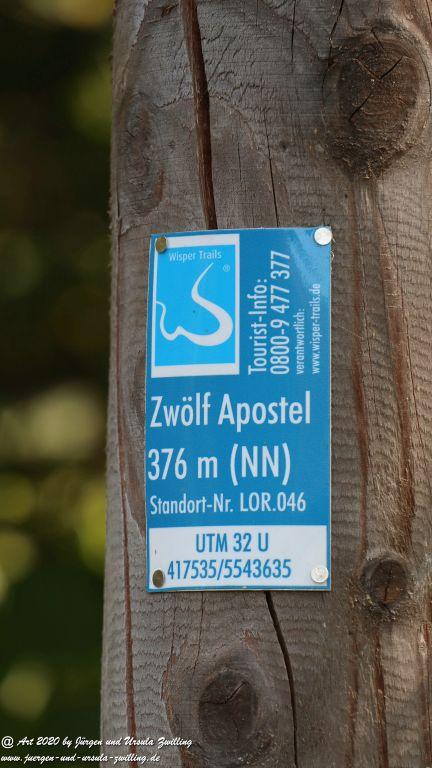 Wisper Trails
®
Tourist-Info:
0800-9 477 377
verantwortlich:
www.wisper-trails.de
Zwölf Apostel
376 m (NN)
Standort-Nr. LOR.046
UTM 32 U
417535/5543635
@ Art 2020 by Jürgen und Ursula Zwilling
www.juergen-und-ursula-zwilling.de